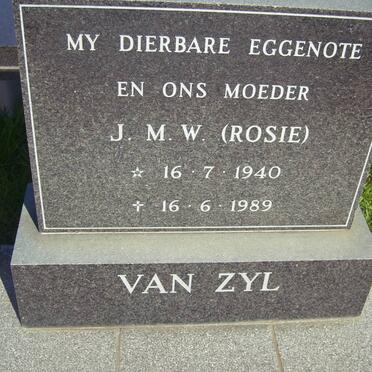 MY DIERBARE EGGENOTE
EN ONS MOEDER
J. M. W. (ROSIE)
☆ 16 · 7 · 1940
✝ 16 · 6 · 1989
VAN ZYL